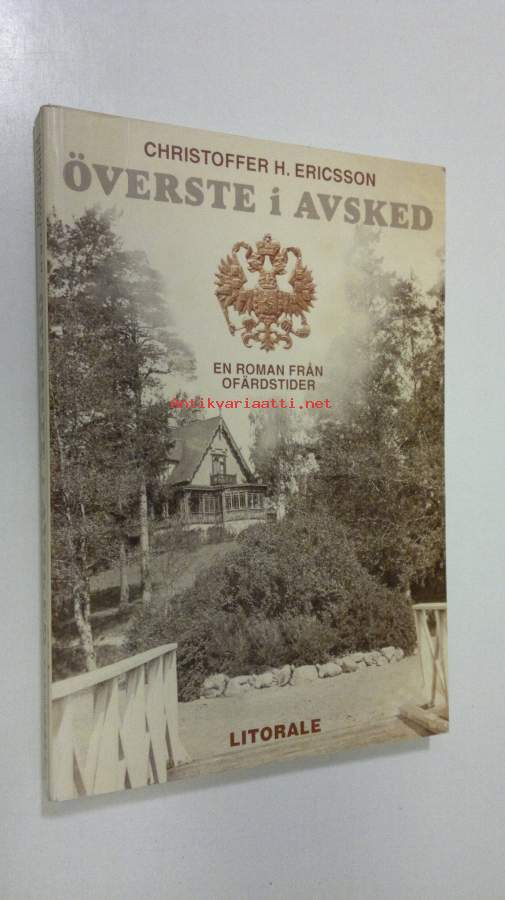 CHRISTOFFER H. ERICSSON
ÖVERSTE i AVSKED
EN ROMAN FRÅN
OFÄRDSTIDER
antikvariaatti.net
LITORALE